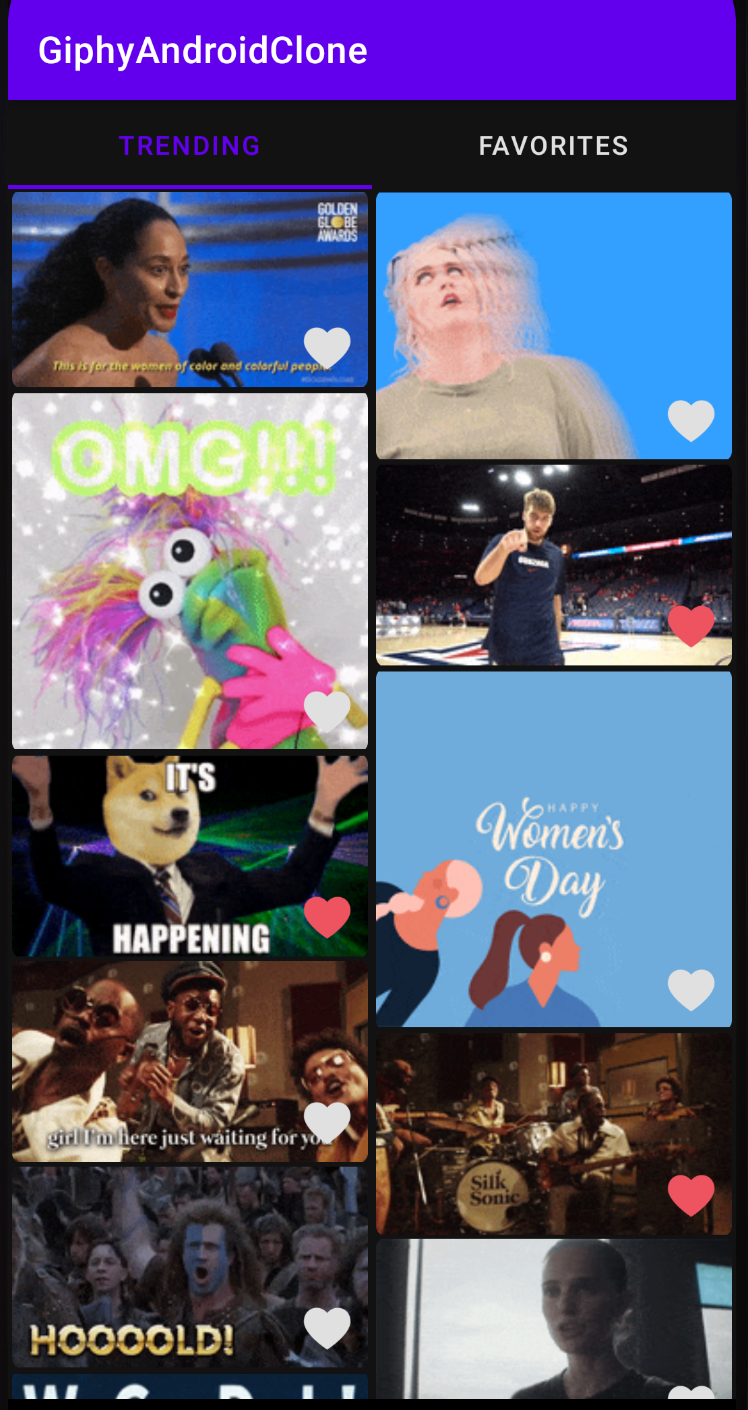 GiphyAndroidClone
TRENDING
FAVORITES
GOLDEN
GLOBE
AWARDS
This is for the women of color and colorful
OMG!!!
GONZAGA
HAPPY
Women's
Day
IT'S
HAPPENING
girl I'm here just waiting for you
Silk
Sonic
HOOOOLD!